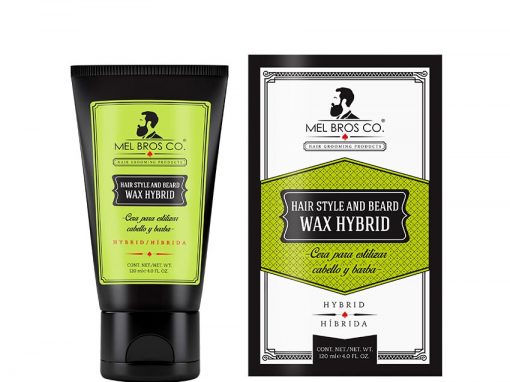 MEL BROS CO.®
HAIR GROOMING PRODUCTS
HAIR STYLE AND BEARD
WAX HYBRID
-Cera para estilizar
cabello y barba-
HYBRID/HÍBRIDA
CONT. NET./NET. WT.
120 ml℮ 4.0 FL. OZ.
MEL BROS CO.®
HAIR GROOMING PRODUCTS
HAIR STYLE AND BEARD
WAX HYBRID
-Cera para estilizar
cabello y barba-
HYBRID
HÍBRIDA
CONT. NET./NET. WT.
120 ml℮ 4.0 FL. OZ.